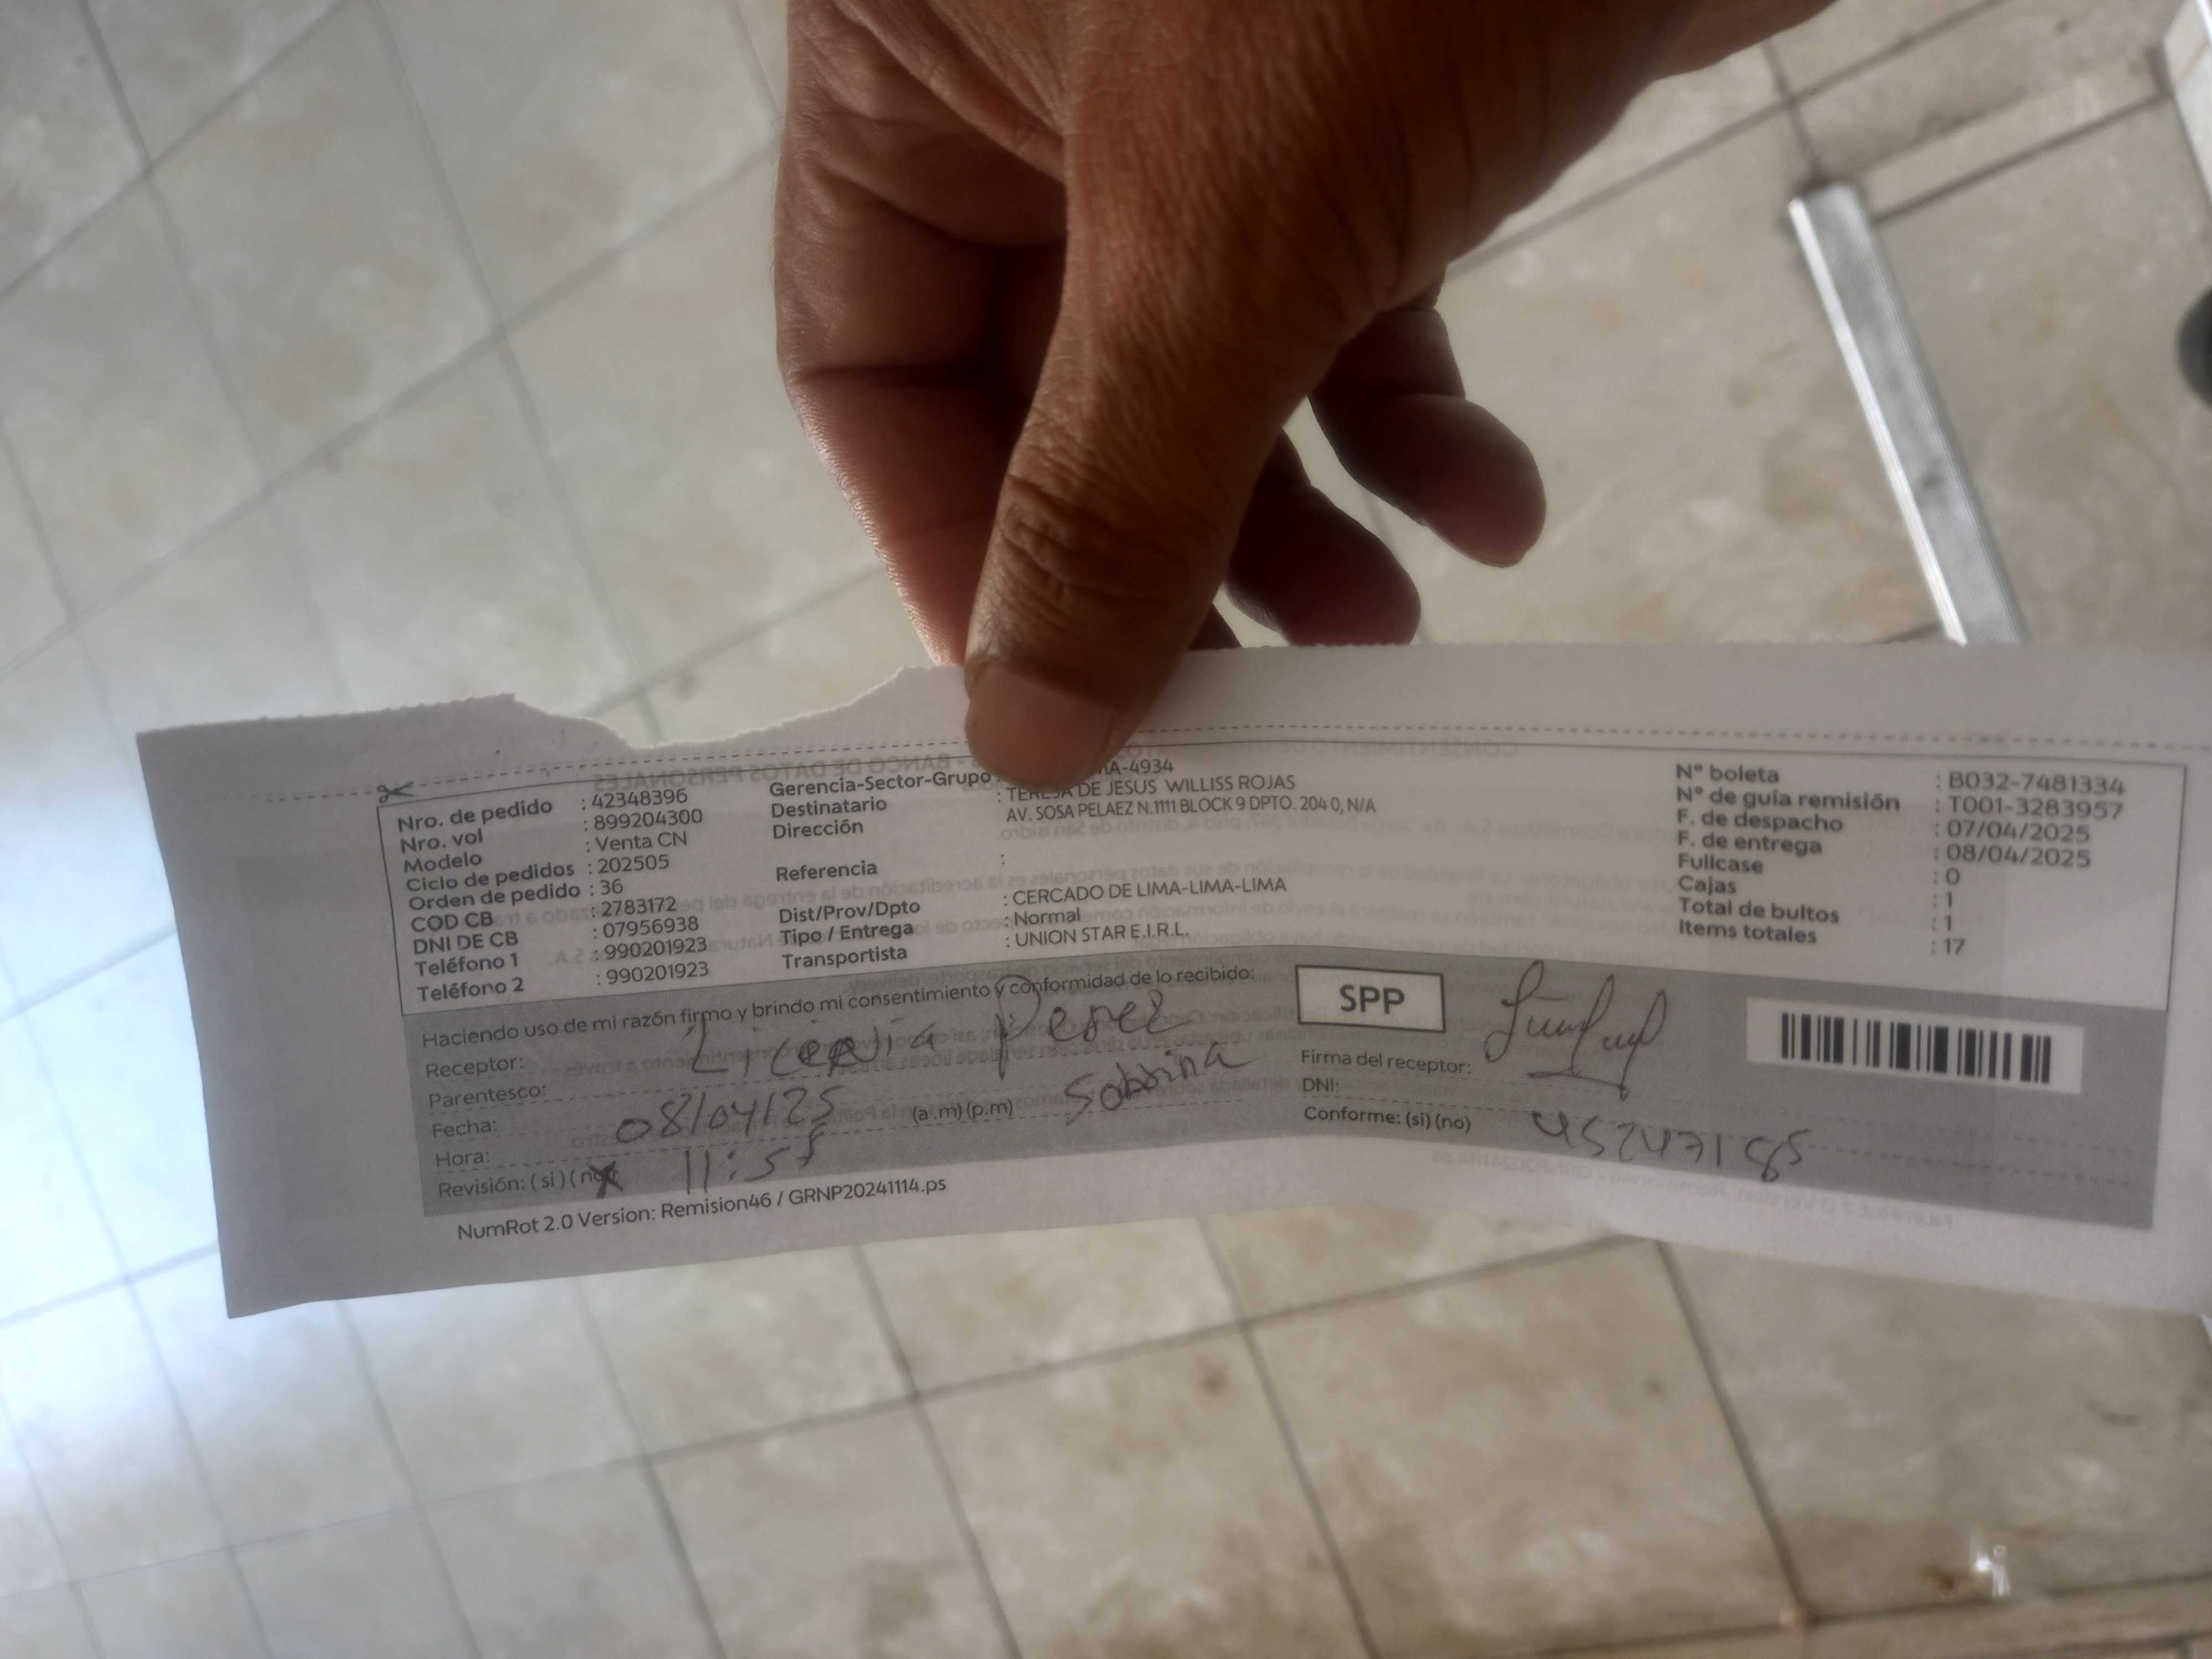 Nro. de pedido : 42348396
Nro. vol : 899204300
Modelo : Venta CN
Ciclo de pedidos : 202505
Orden de pedido : 36
COD CB : 2783172
DNI DE CB : 07956938
Teléfono 1 : 990201923
Teléfono 2 : 990201923
Gerencia-Sector-Grupo MA-4934
Destinatario : TERESA DE JESUS WILLISS ROJAS
Dirección AV. SOSA PELAEZ N.1111 BLOCK 9 DPTO. 204 0, N/A
Referencia :
Dist/Prov/Dpto : CERCADO DE LIMA-LIMA-LIMA
Tipo / Entrega : Normal
Transportista : UNION STAR E.I.R.L.
N° boleta : B032-7481334
N° de guía remisión : T001-3283957
F. de despacho : 07/04/2025
F. de entrega : 08/04/2025
Fullcase : 0
Cajas : 1
Total de bultos : 1
Items totales : 17
Haciendo uso de mi razón firmo y brindo mi consentimiento y conformidad de lo recibido:
Receptor: Perez
Parentesco: Sobrina
Fecha: 08/04/25 (a .m) (p.m)
Hora: 11:
Revisión: ( si ) ( no
SPP
Firma del receptor:
DNI:
Conforme: (si) (no)
NumRot 2.0 Version: Remision46 / GRNP20241114.ps